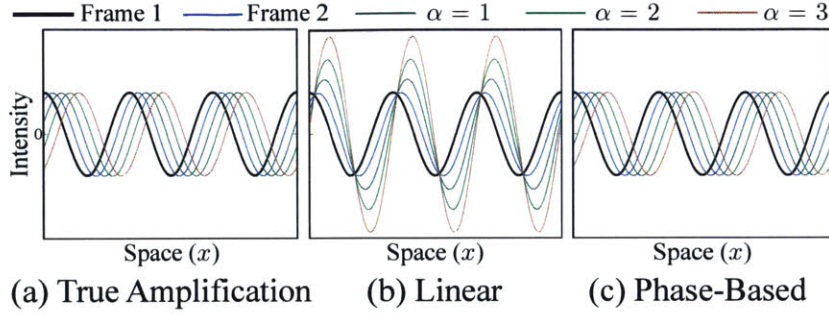 Frame 1 Frame 2 α = 1 α = 2 α = 3
Intensity
0
Space (x) Space (x) Space (x)
(a) True Amplification (b) Linear (c) Phase-Based